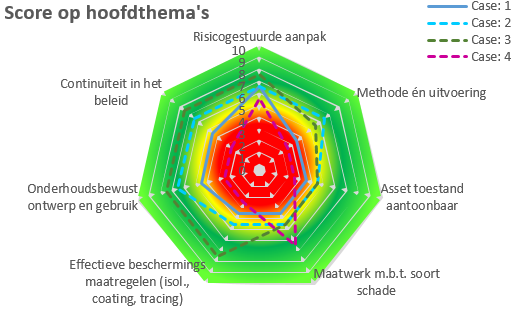 Score op hoofdthema's
Case: 1
Case: 2
Case: 3
Case: 4
Risicogestuurde aanpak
10
9
8
7
6
5
4
3
Continuïteit in het
beleid
Methode én uitvoering
Onderhoudsbewust
ontwerp en gebruik
Asset toestand
aantoonbaar
Effectieve beschermings
maatregelen (isol.,
coating, tracing)
Maatwerk m.b.t. soort
schade